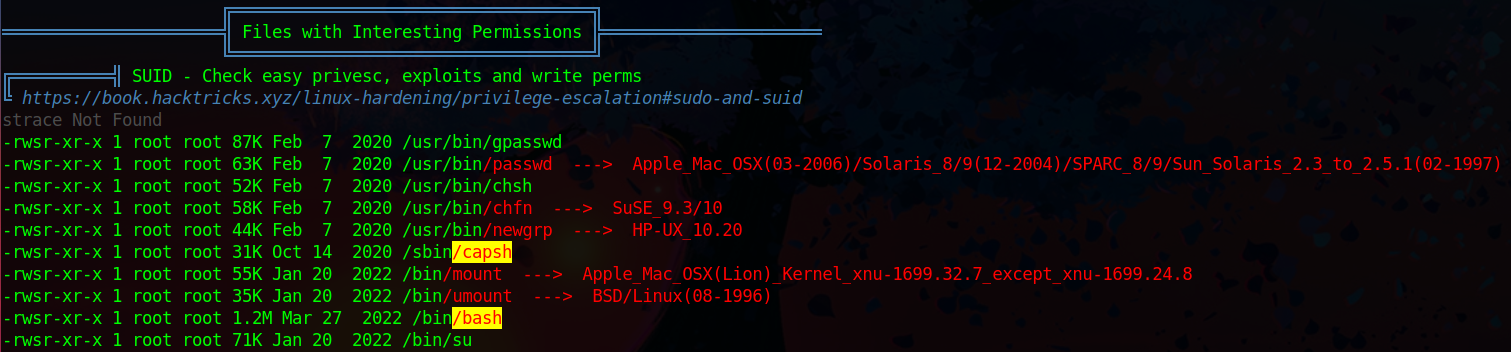 Files with Interesting Permissions
SUID - Check easy privesc, exploits and write perms
https://book.hacktricks.xyz/linux-hardening/privilege-escalation#sudo-and-suid
strace Not Found
-rwsr-xr-x 1 root root 87K Feb  7  2020 /usr/bin/gpasswd
-rwsr-xr-x 1 root root 63K Feb  7  2020 /usr/bin/passwd  --->  Apple_Mac_OSX(03-2006)/Solaris_8/9(12-2004)/SPARC_8/9/Sun_Solaris_2.3_to_2.5.1(02-1997)
-rwsr-xr-x 1 root root 52K Feb  7  2020 /usr/bin/chsh
-rwsr-xr-x 1 root root 58K Feb  7  2020 /usr/bin/chfn  --->  SuSE_9.3/10
-rwsr-xr-x 1 root root 44K Feb  7  2020 /usr/bin/newgrp  --->  HP-UX_10.20
-rwsr-xr-x 1 root root 31K Oct 14  2020 /sbin/capsh
-rwsr-xr-x 1 root root 55K Jan 20  2022 /bin/mount  --->  Apple_Mac_OSX(Lion)_Kernel_xnu-1699.32.7_except_xnu-1699.24.8
-rwsr-xr-x 1 root root 35K Jan 20  2022 /bin/umount  --->  BSD/Linux(08-1996)
-rwsr-xr-x 1 root root 1.2M Mar 27  2022 /bin/bash
-rwsr-xr-x 1 root root 71K Jan 20  2022 /bin/su